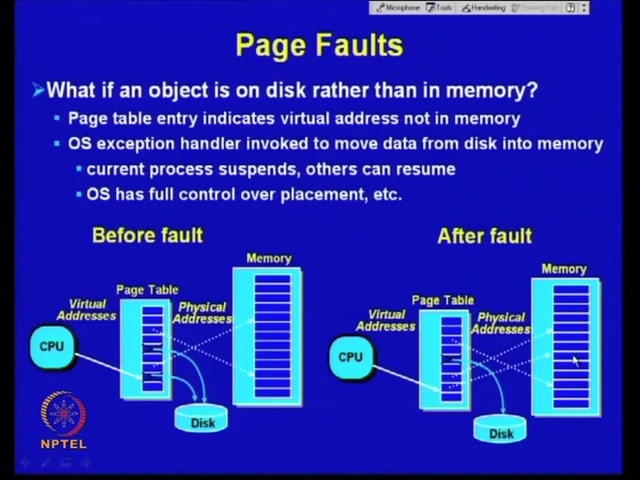 Microphone Tools Handwriting
Page Faults
What if an object is on disk rather than in memory?
Page table entry indicates virtual address not in memory
OS exception handler invoked to move data from disk into memory
current process suspends, others can resume
OS has full control over placement, etc.
Before fault
After fault
Memory
Page Table
Virtual
Addresses
Physical
Addresses
CPU
Disk
Memory
Page Table
Virtual
Addresses
Physical
Addresses
CPU
Disk
NPTEL